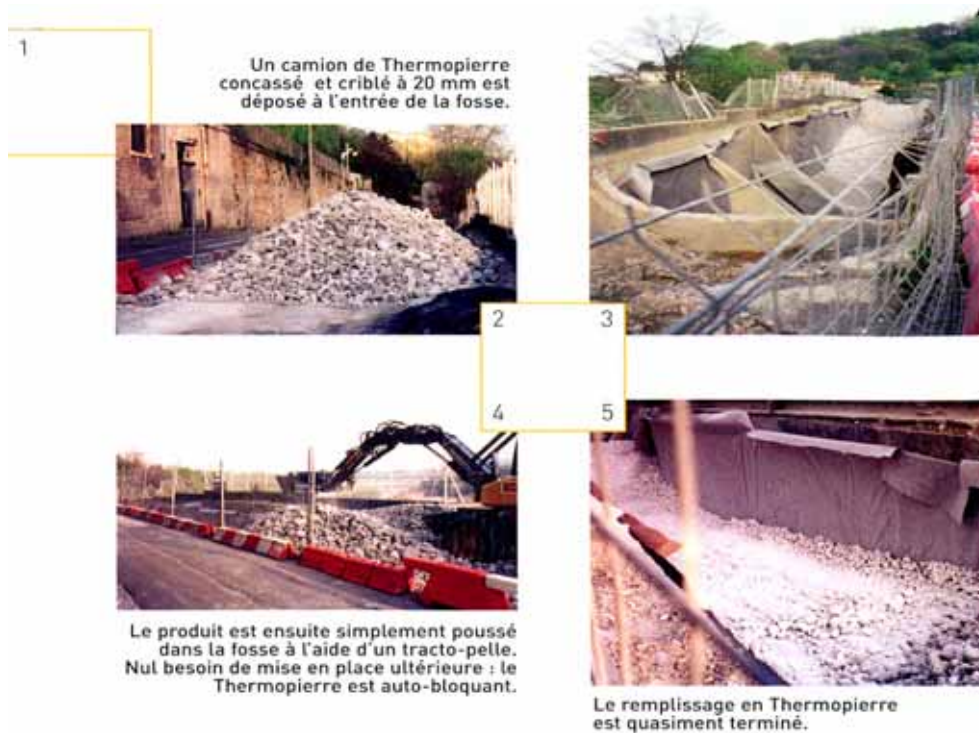 1
Un camion de Thermopierre
concassé et criblé à 20 mm est
déposé à l'entrée de la fosse.
2 3
4 5
Le produit est ensuite simplement poussé
dans la fosse à l'aide d'un tracto-pelle.
Nul besoin de mise en place ultérieure : le
Thermopierre est auto-bloquant.
Le remplissage en Thermopierre
est quasiment terminé.